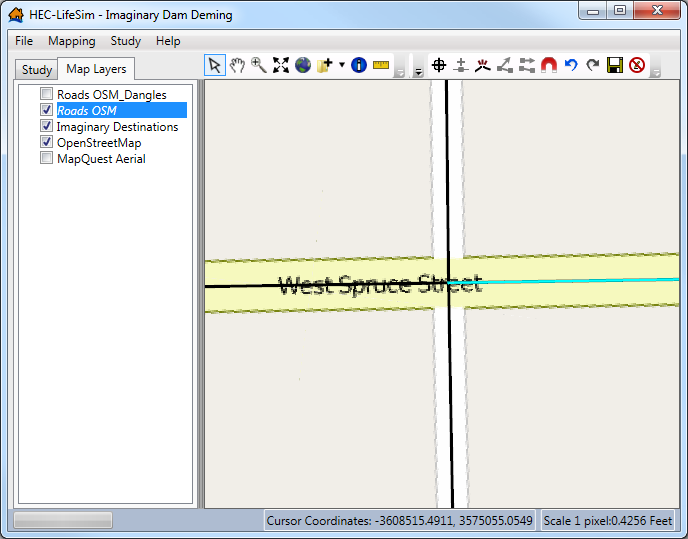 HEC-LifeSim - Imaginary Dam Deming
File Mapping Study Help
Study Map Layers
Roads OSM_Dangles
Roads OSM
Imaginary Destinations
OpenStreetMap
MapQuest Aerial
West Spruce Street
Cursor Coordinates: -3608515.4911, 3575055.0549 Scale 1 pixel:0.4256 Feet